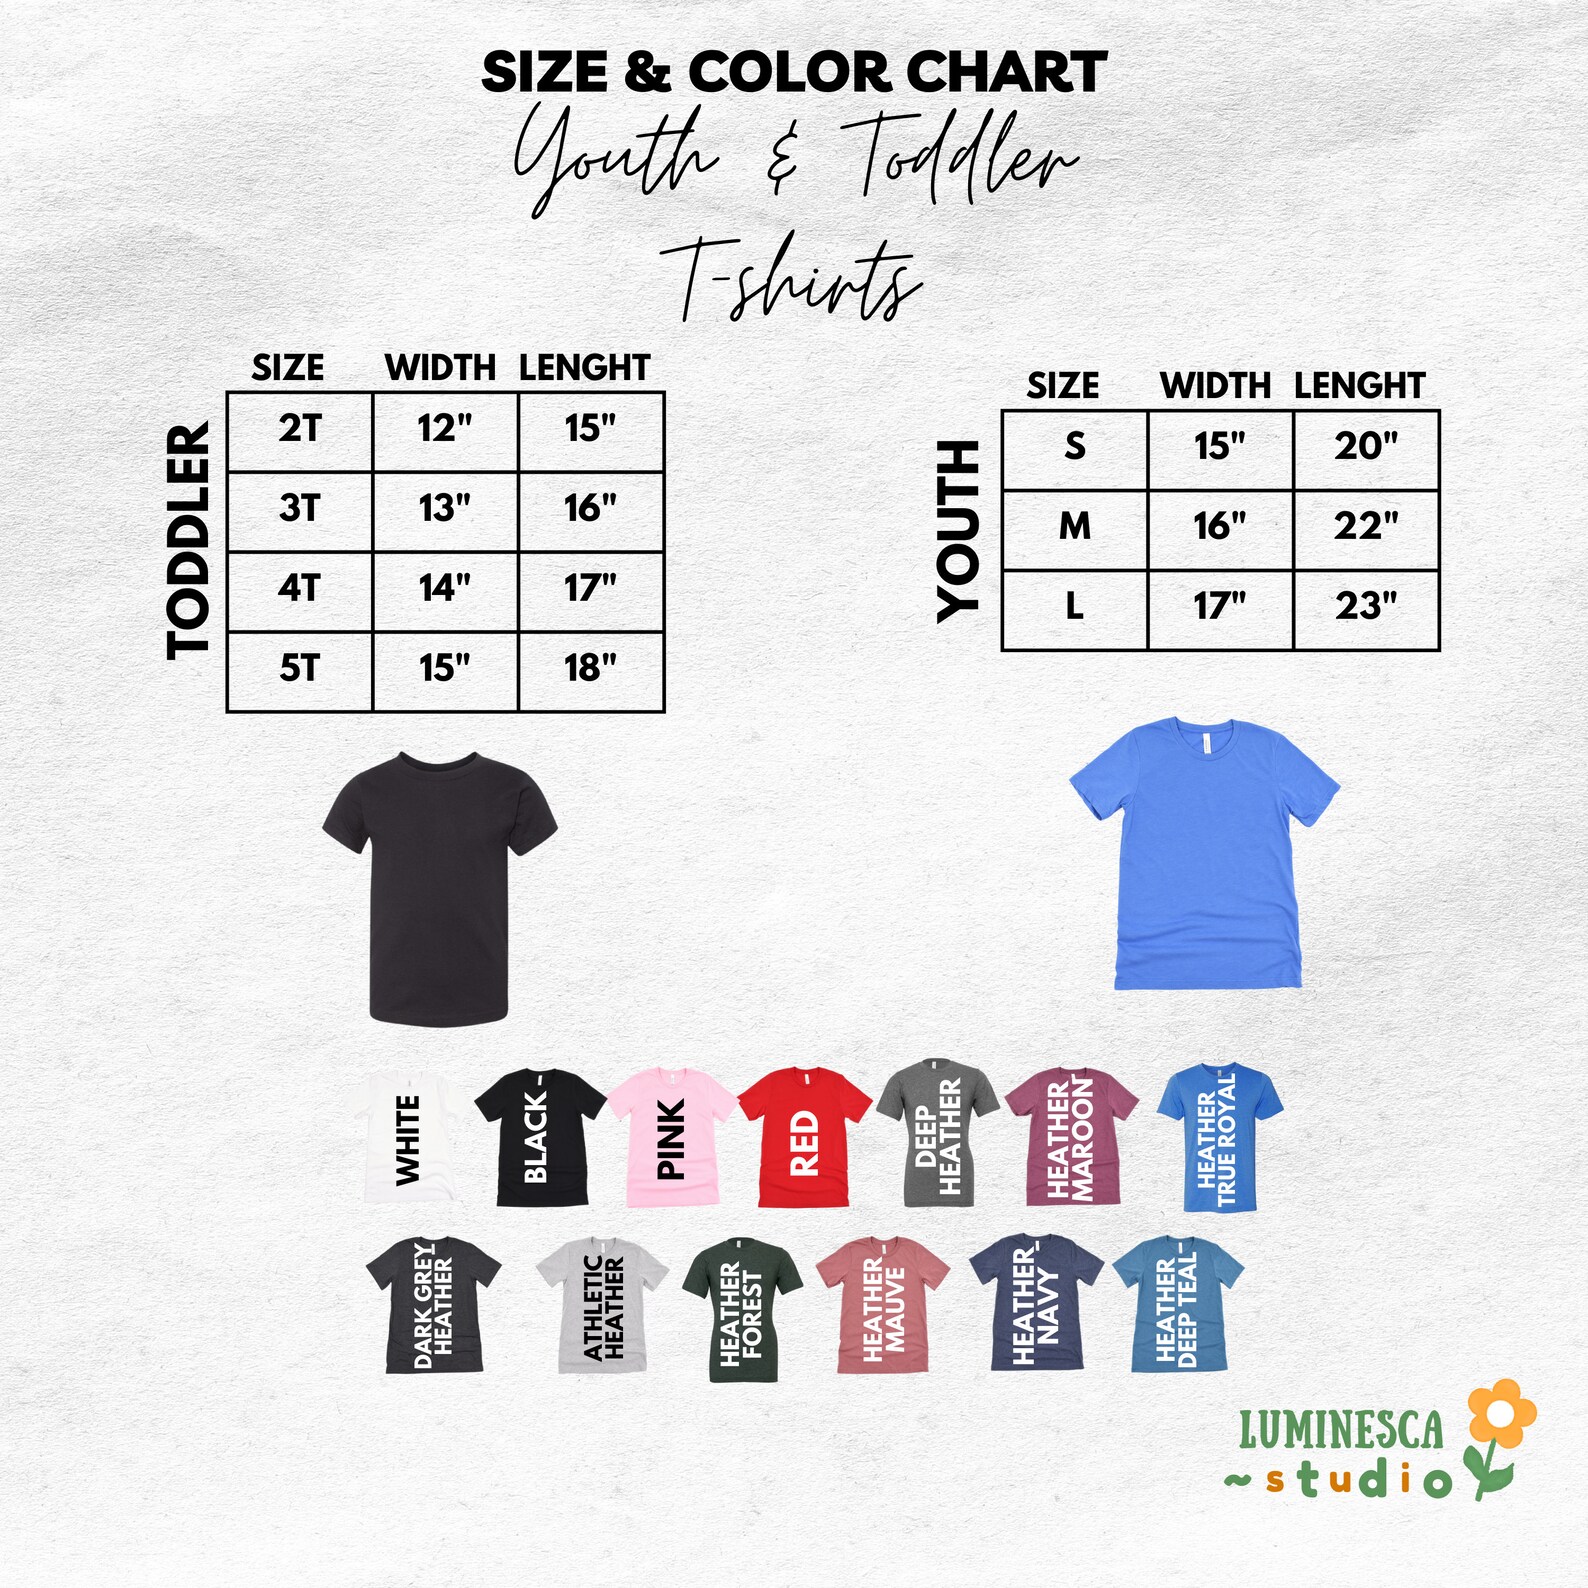 SIZE & COLOR CHART
Youth & Toddler
T-shirts
TODDLER
SIZE WIDTH LENGHT
2T 12" 15"
3T 13" 16"
4T 14" 17"
5T 15" 18"
YOUTH
SIZE WIDTH LENGHT
S 15" 20"
M 16" 22"
L 17" 23"
WHITE
BLACK
PINK
RED
DEEP
HEATHER
HEATHER
MAROON
HEATHER
TRUE ROYAL
DARK GREY
HEATHER
ATHLETIC
HEATHER
HEATHER
FOREST
HEATHER
MAUVE
HEATHER
NAVY
HEATHER
DEEP TEAL
LUMINESCA
~studio